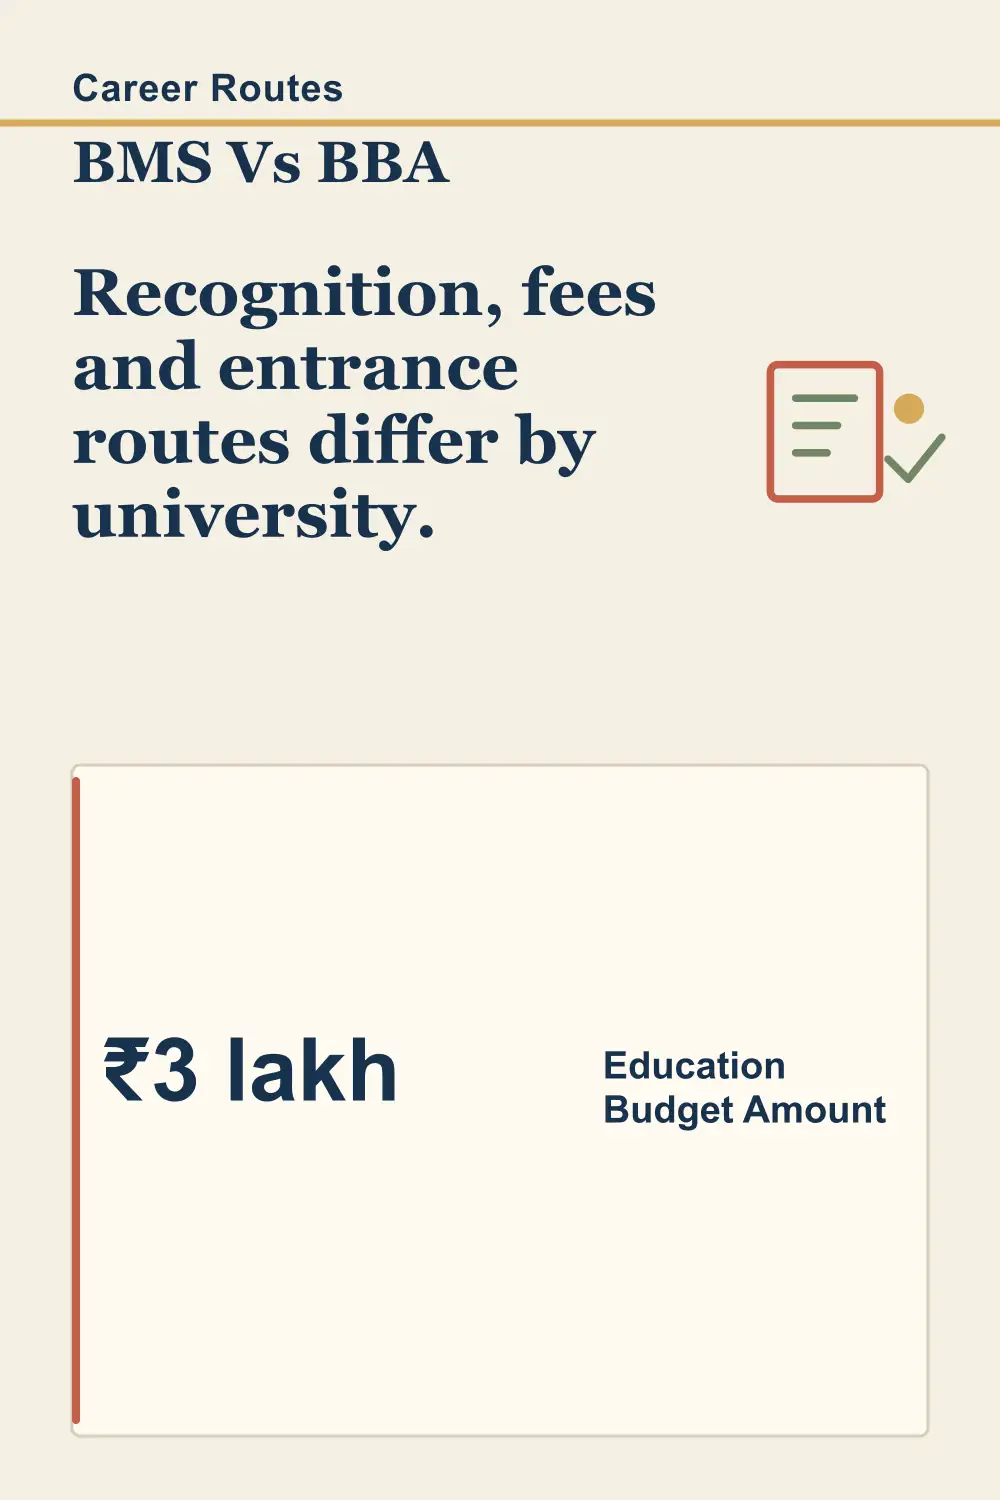 Career Routes
BMS Vs BBA
Recognition, fees
and entrance
routes differ by
university.
₹3 lakh
Education
Budget Amount